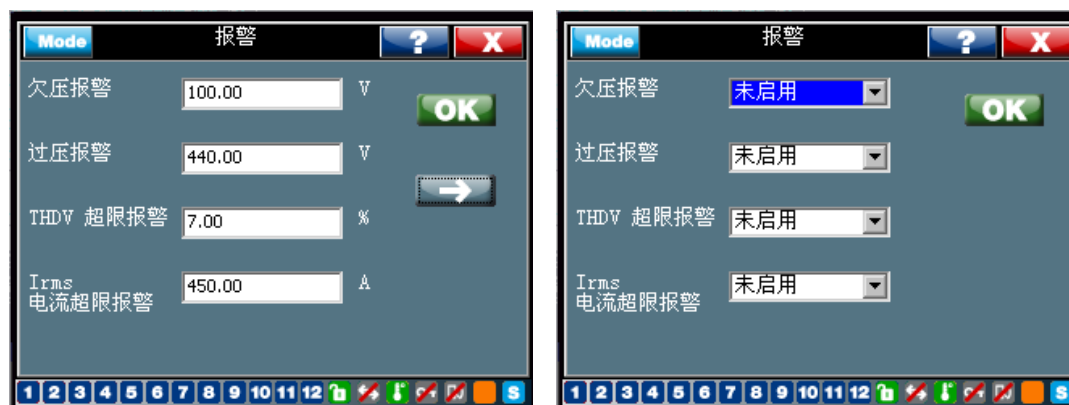 Mode 报警 ? X
欠压报警 100.00 V OK
过压报警 440.00 V
THDV 超限报警 7.00 %
Irms 450.00 A
电流超限报警
1 2 3 4 5 6 7 8 9 10 11 12 S
Mode 报警 ? X
欠压报警 未启用 OK
过压报警 未启用
THDV 超限报警 未启用
Irms 未启用
电流超限报警
1 2 3 4 5 6 7 8 9 10 11 12 S